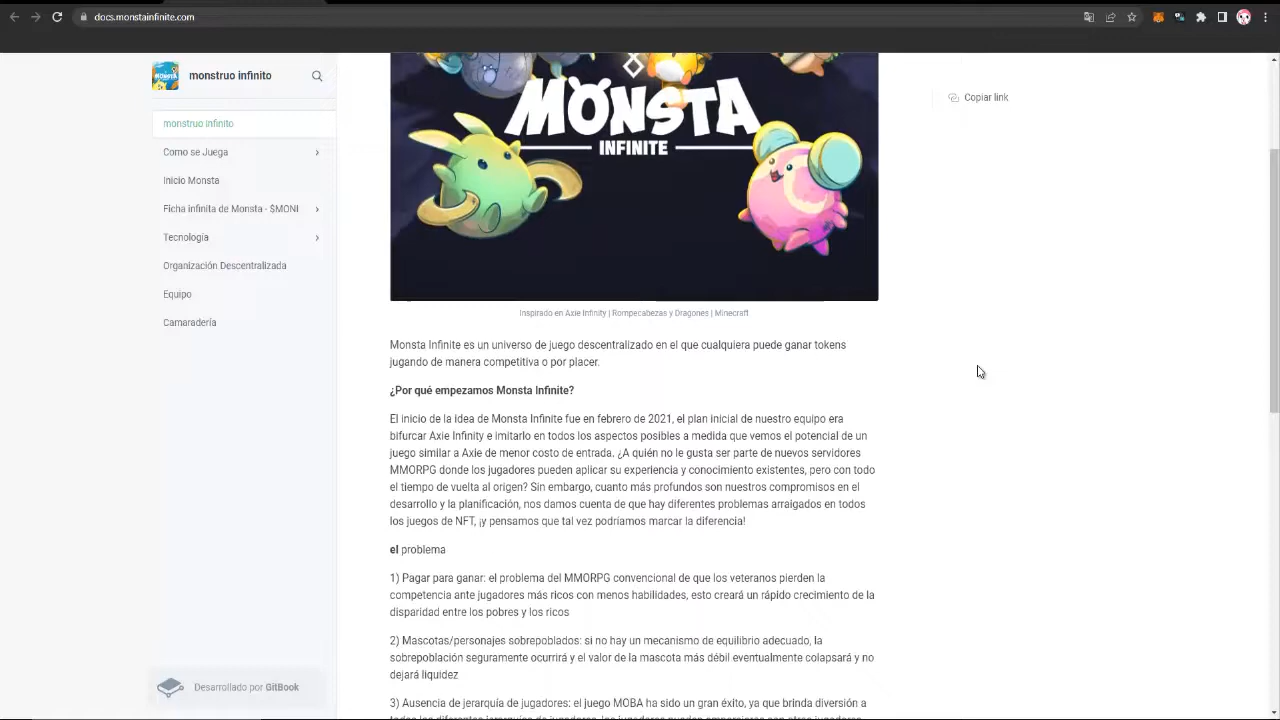 docs.monstainfinite.com
monstruo infinito
Copiar link
monstruo infinito
Como se Juega
Inicio Monsta
Ficha infinita de Monsta - $MONI
Tecnología
Organización Descentralizada
Equipo
Camaradería
MONSTA
INFINITE
Inspirado en Axie Infinity | Rompecabezas y Dragones | Minecraft
Monsta Infinite es un universo de juego descentralizado en el que cualquiera puede ganar tokens
jugando de manera competitiva o por placer.
¿Por qué empezamos Monsta Infinite?
El inicio de la idea de Monsta Infinite fue en febrero de 2021, el plan inicial de nuestro equipo era
bifurcar Axie Infinity e imitarlo en todos los aspectos posibles a medida que vemos el potencial de un
juego similar a Axie de menor costo de entrada. ¿A quién no le gusta ser parte de nuevos servidores
MMORPG donde los jugadores pueden aplicar su experiencia y conocimiento existentes, pero con todo
el tiempo de vuelta al origen? Sin embargo, cuanto más profundos son nuestros compromisos en el
desarrollo y la planificación, nos damos cuenta de que hay diferentes problemas arraigados en todos
los juegos de NFT, ¡y pensamos que tal vez podríamos marcar la diferencia!
el problema
1) Pagar para ganar: el problema del MMORPG convencional de que los veteranos pierden la
competencia ante jugadores más ricos con menos habilidades, esto creará un rápido crecimiento de la
disparidad entre los pobres y los ricos
2) Mascotas/personajes sobrepoblados: si no hay un mecanismo de equilibrio adecuado, la
sobrepoblación seguramente ocurrirá y el valor de la mascota más débil eventualmente colapsará y no
dejará liquidez
3) Ausencia de jerarquía de jugadores: el juego MOBA ha sido un gran éxito, ya que brinda diversión a
Desarrollado por GitBook